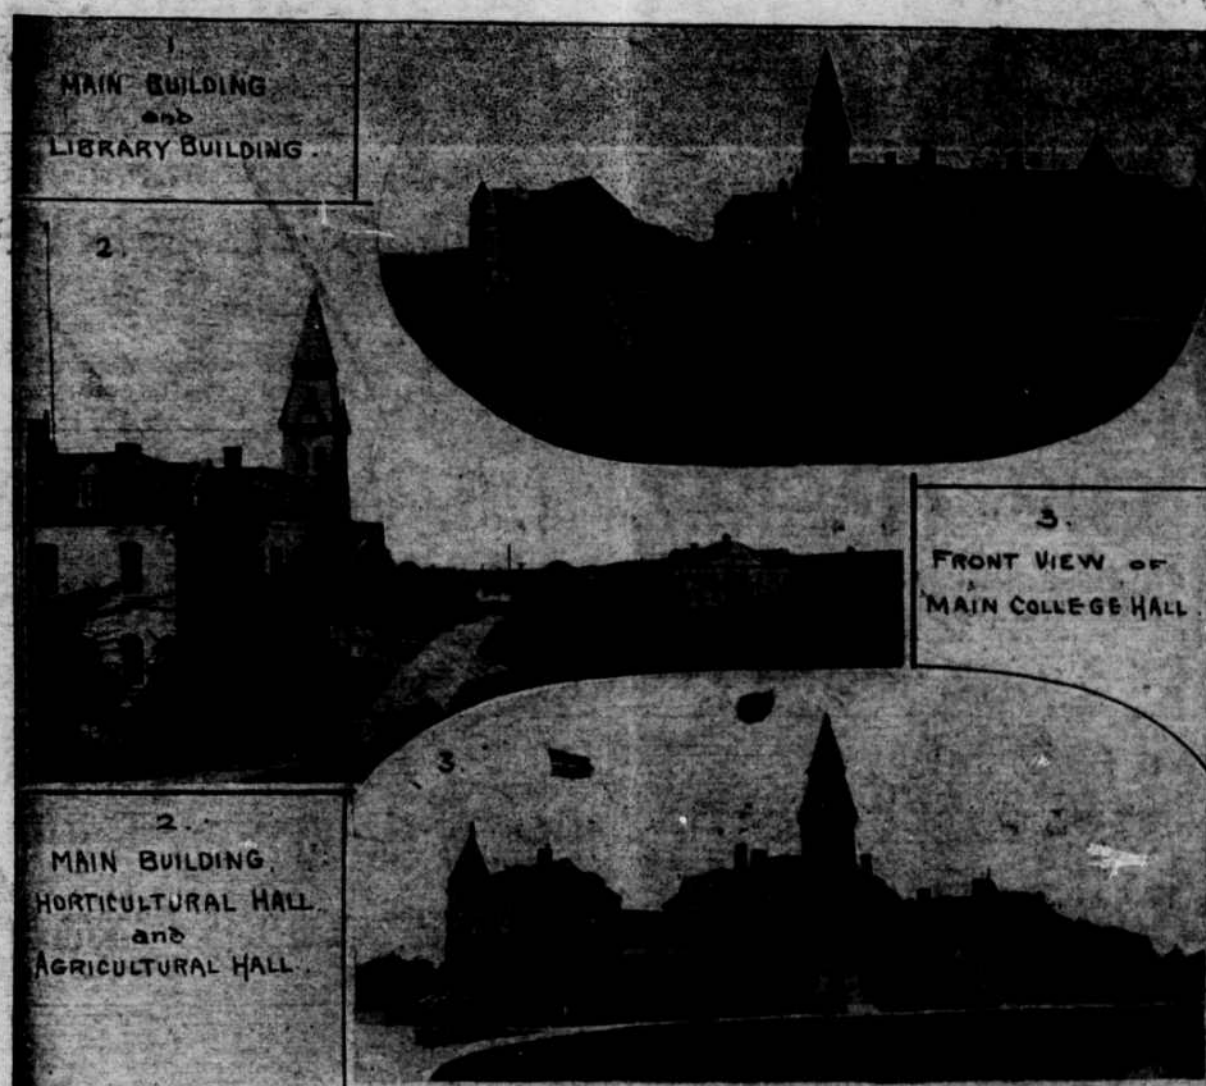 1
MAIN BUILDING
and
LIBRARY BUILDING.
2.
3.
FRONT VIEW OF
MAIN COLLEGE HALL.
3.
2.
MAIN BUILDING,
HORTICULTURAL HALL
and
AGRICULTURAL HALL.